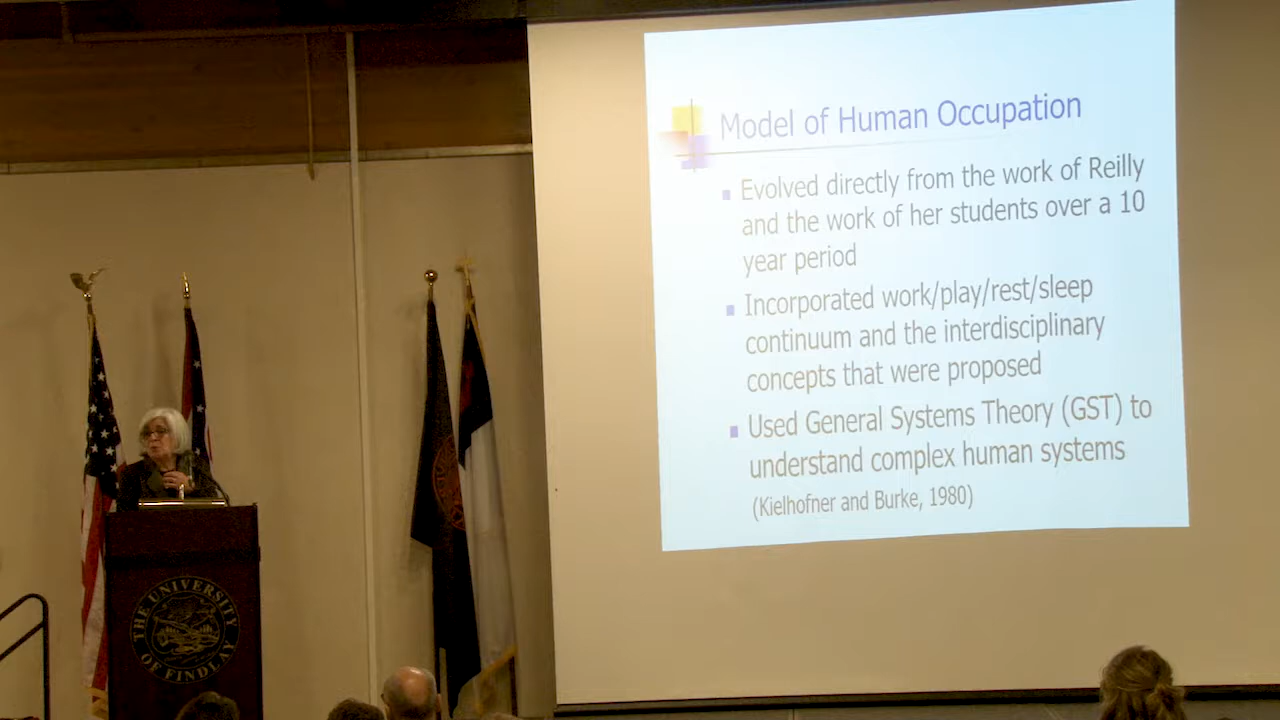 Model of Human Occupation
Evolved directly from the work of Reilly
and the work of her students over a 10
year period
Incorporated work/play/rest/sleep
continuum and the interdisciplinary
concepts that were proposed
Used General Systems Theory (GST) to
understand complex human systems
(Kielhofner and Burke, 1980)
THE UNIVERSITY
OF FINDLAY